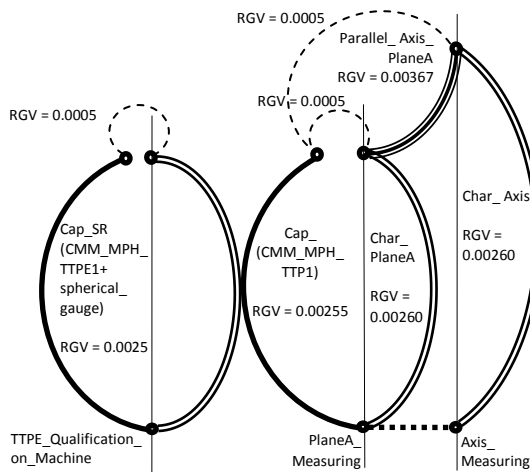 RGV = 0.0005
Parallel_ Axis_
PlaneA
RGV = 0.00367
RGV = 0.0005
RGV = 0.0005
Cap_SR
(CMM_MPH_
TTPE1+
spherical_
gauge)
RGV = 0.0025
Cap_
(CMM_MPH_
TTP1)
RGV = 0.00255
Char_
PlaneA
RGV =
0.00260
Char_ Axis
RGV =
0.00260
TTPE_Qualification_
on_Machine
PlaneA_
Measuring
Axis_
Measuring